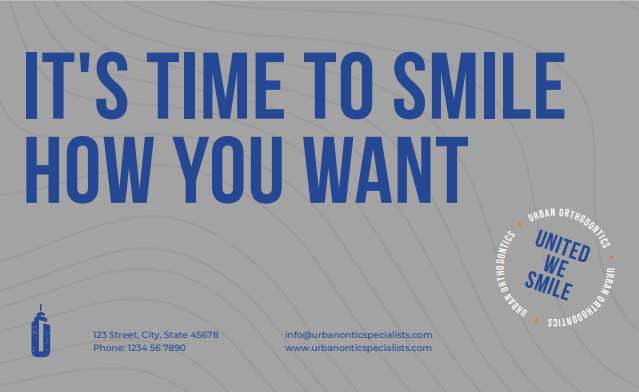 IT'S TIME TO SMILE
HOW YOU WANT
URBAN ORTHODONTICS
URBAN ORTHODONTICS
URBAN ORTHODONTICS
UNITED
WE
SMILE
123 Street, City, State 45678
Phone: 1234 56 7890
info@urbanonticspecialists.com
www.urbanonticspecialists.com